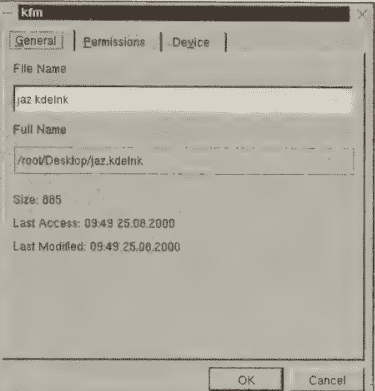 kfm
General Permissions Device
File Name
jaz.kdelnk
Full Name
/root/Desktop/jaz.kdelnk
Size: 885
Last Access: 09:49 25.08.2000
Last Modified: 09:49 25.08.2000
OK Cancel